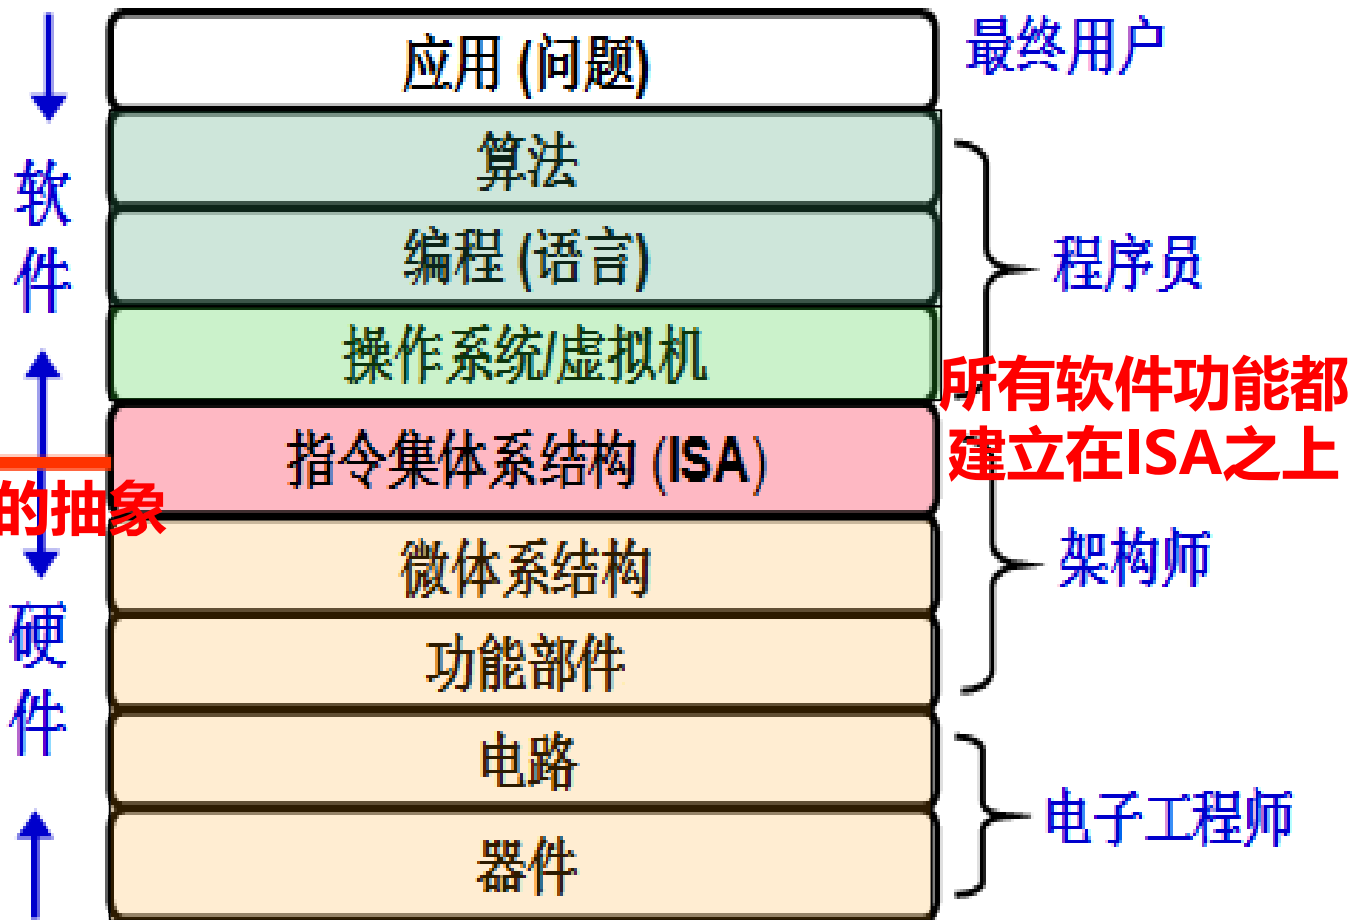 应用 (问题)
最终用户
算法
软件
编程 (语言)
程序员
操作系统/虚拟机
所有软件功能都
建立在ISA之上
指令集体系结构 (ISA)
的抽象
微体系结构
架构师
硬件
功能部件
电路
电子工程师
器件